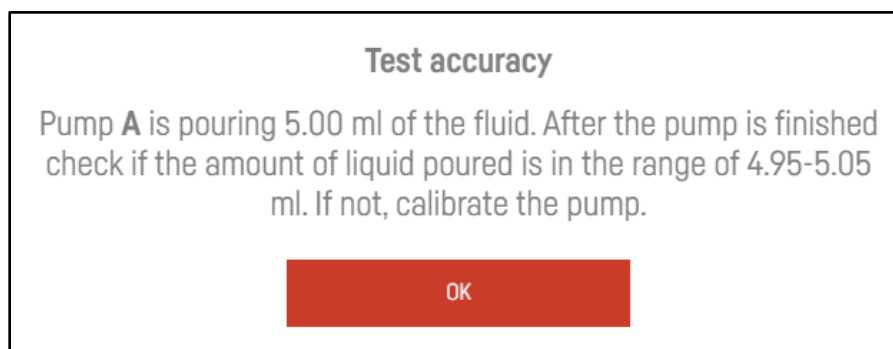 Test accuracy
Pump A is pouring 5.00 ml of the fluid. After the pump is finished
check if the amount of liquid poured is in the range of 4.95-5.05
ml. If not, calibrate the pump.
OK